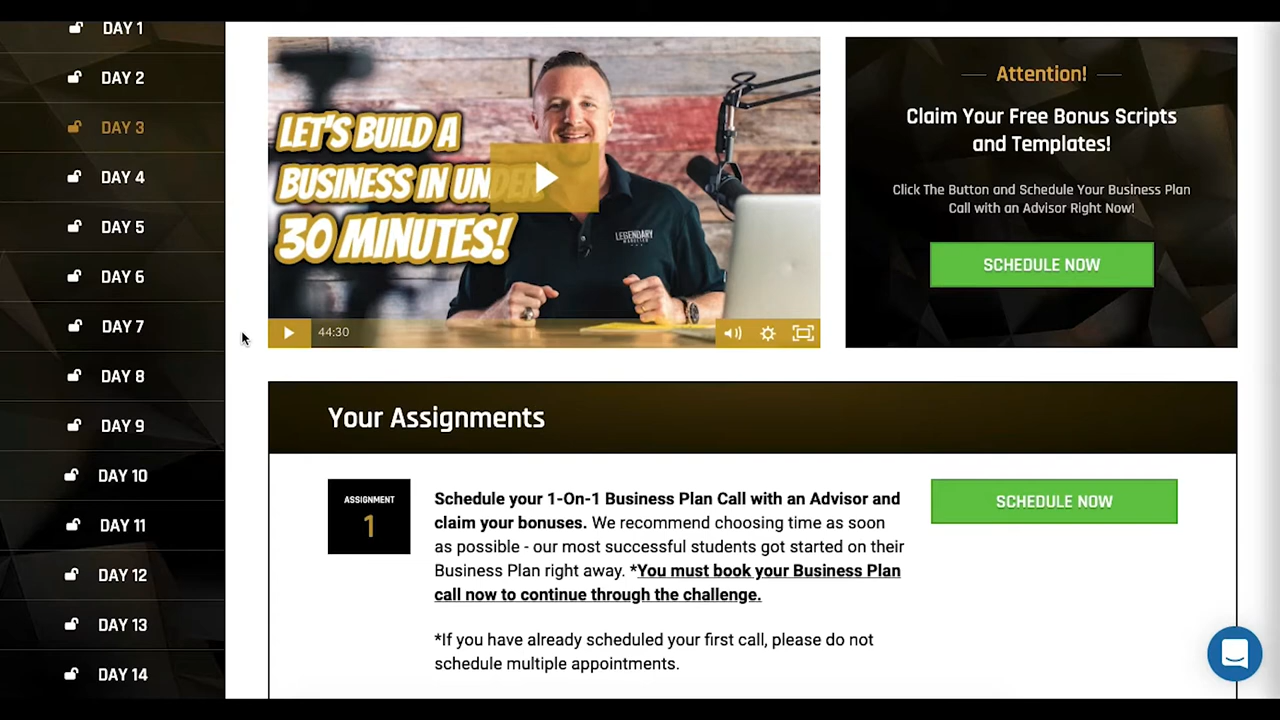 DAY 1
DAY 2
DAY 3
DAY 4
DAY 5
DAY 6
DAY 7
DAY 8
DAY 9
DAY 10
DAY 11
DAY 12
DAY 13
DAY 14
LET'S BUILD A
BUSINESS IN UNDER
30 MINUTES!
LEGENDARY
MARKETER
44:30
Attention!
Claim Your Free Bonus Scripts
and Templates!
Click The Button and Schedule Your Business Plan
Call with an Advisor Right Now!
SCHEDULE NOW
Your Assignments
ASSIGNMENT
1
Schedule your 1-On-1 Business Plan Call with an Advisor and
claim your bonuses. We recommend choosing time as soon
as possible - our most successful students got started on their
Business Plan right away. *You must book your Business Plan
call now to continue through the challenge.
*If you have already scheduled your first call, please do not
schedule multiple appointments.
SCHEDULE NOW